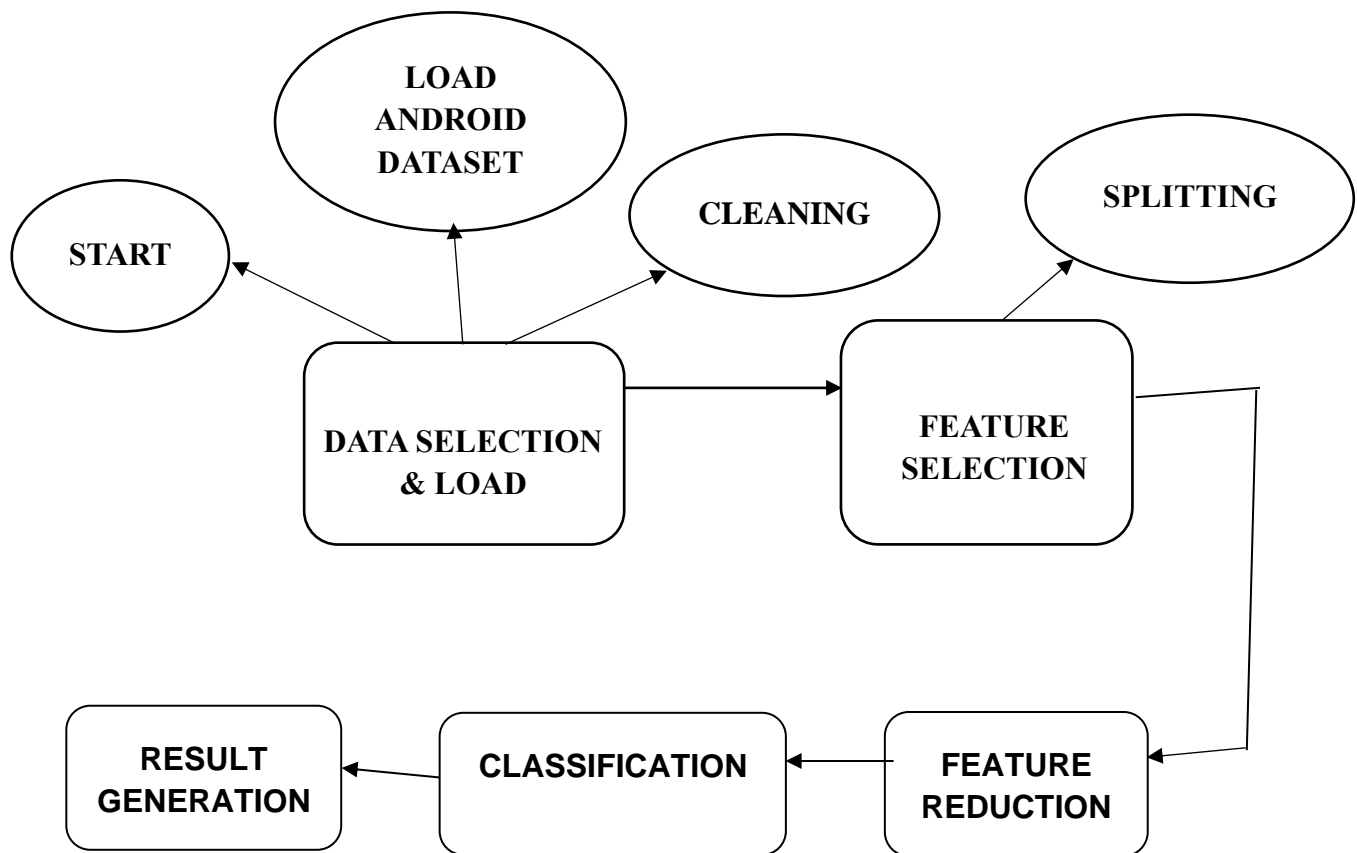 LOAD
ANDROID
DATASET
START
CLEANING
SPLITTING
DATA SELECTION
& LOAD
FEATURE
SELECTION
RESULT
GENERATION
CLASSIFICATION
FEATURE
REDUCTION